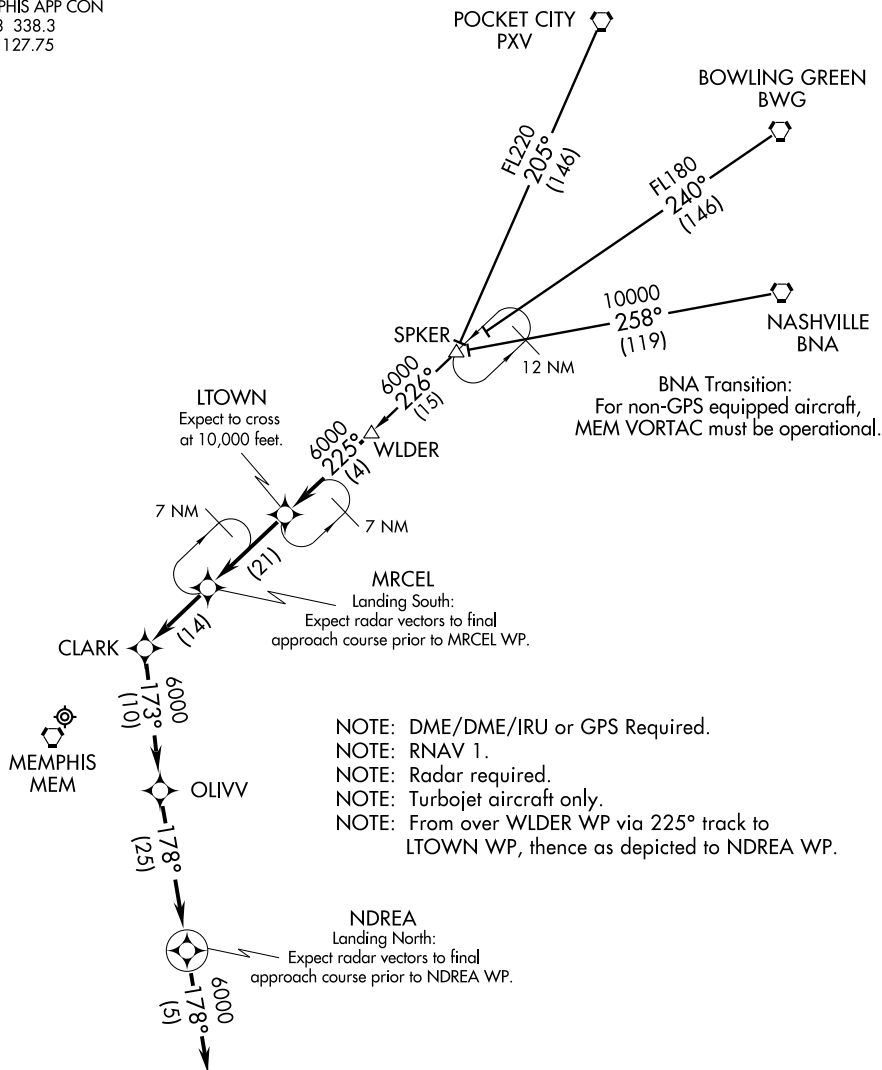 PHIS APP CON
338.3
127.75
POCKET CITY
PXV
BOWLING GREEN
BWG
FL220
205°
(146)
FL180
240°
(146)
10000
258°
(119)
NASHVILLE
BNA
SPKER
12 NM
BNA Transition:
For non-GPS equipped aircraft,
MEM VORTAC must be operational.
6000
226°
(15)
LTOWN
Expect to cross
at 10,000 feet.
6000
225°
(4)
WLDER
7 NM
7 NM
(21)
MRCEL
Landing South:
Expect radar vectors to final
approach course prior to MRCEL WP.
(14)
CLARK
6000
173°
(10)
MEMPHIS
MEM
OLIVV
NOTE: DME/DME/IRU or GPS Required.
NOTE: RNAV 1.
NOTE: Radar required.
NOTE: Turbojet aircraft only.
NOTE: From over WLDER WP via 225° track to
LTOWN WP, thence as depicted to NDREA WP.
178°
(25)
NDREA
Landing North:
Expect radar vectors to final
approach course prior to NDREA WP.
6000
178°
(5)